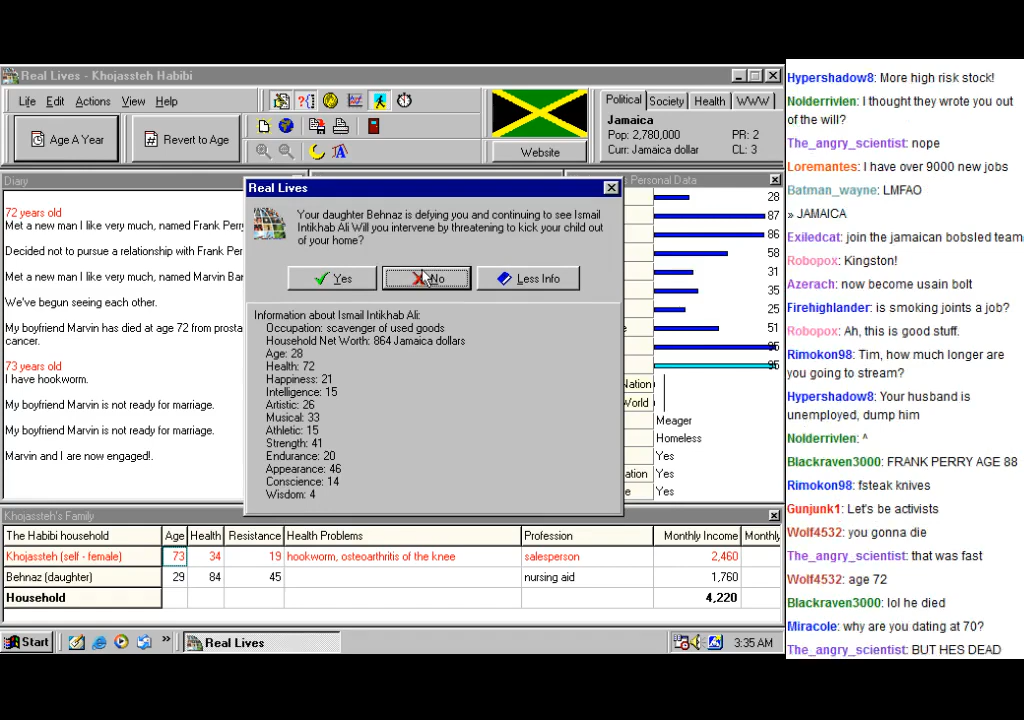 Real Lives - Khojassteh Habibi
Life Edit Actions View Help
Age A Year
Revert to Age
Website
Political Society Health WWW
Jamaica
Pop: 2,780,000 PR: 2
Curr: Jamaica dollar CL: 3
Diary
72 years old
Met a new man I like very much, named Frank Perry
Decided not to pursue a relationship with Frank Per
Met a new man I like very much, named Marvin Bar
We've begun seeing each other.
My boyfriend Marvin has died at age 72 from prosta
cancer.
73 years old
I have hookworm.
My boyfriend Marvin is not ready for marriage.
My boyfriend Marvin is not ready for marriage.
Marvin and I are now engaged!.
Real Lives
Your daughter Behnaz is defying you and continuing to see Ismail
Intikhab Ali Will you intervene by threatening to kick your child out
of your home?
Yes
No
Less Info
Information about Ismail Intikhab Ali:
Occupation: scavenger of used goods
Household Net Worth: 864 Jamaica dollars
Age: 28
Health: 72
Happiness: 21
Intelligence: 15
Artistic: 26
Musical: 33
Athletic: 15
Strength: 41
Endurance: 20
Appearance: 46
Conscience: 14
Wisdom: 4
Personal Data
28
87
86
58
31
35
25
51
95
95
Nation
World
Meager
Homeless
Yes
ation Yes
e Yes
Khojassteh's Family
The Habibi household Age Health Resistance Health Problems Profession Monthly Income Monthly
Khojassteh (self - female) 73 34 19 hookworm, osteoarthritis of the knee salesperson 2,460
Behnaz (daughter) 29 84 45 nursing aid 1,760
Household 4,220
Start
Real Lives
3:35 AM
Hypershadow8: More high risk stock!
Nolderrivlen: I thought they wrote you out
of the will?
The_angry_scientist: nope
Loremantes: I have over 9000 new jobs
Batman_wayne: LMFAO
» JAMAICA
Exiledcat: join the jamaican bobsled team
Robopox: Kingston!
Azerach: now become usain bolt
Firehighlander: is smoking joints a job?
Robopox: Ah, this is good stuff.
Rimokon98: Tim, how much longer are
you going to stream?
Hypershadow8: Your husband is
unemployed, dump him
Nolderrivlen: ^
Blackraven3000: FRANK PERRY AGE 88
Rimokon98: fsteak knives
Gunjunk1: Let's be activists
Wolf4532: you gonna die
The_angry_scientist: that was fast
Wolf4532: age 72
Blackraven3000: lol he died
Miracole: why are you dating at 70?
The_angry_scientist: BUT HES DEAD